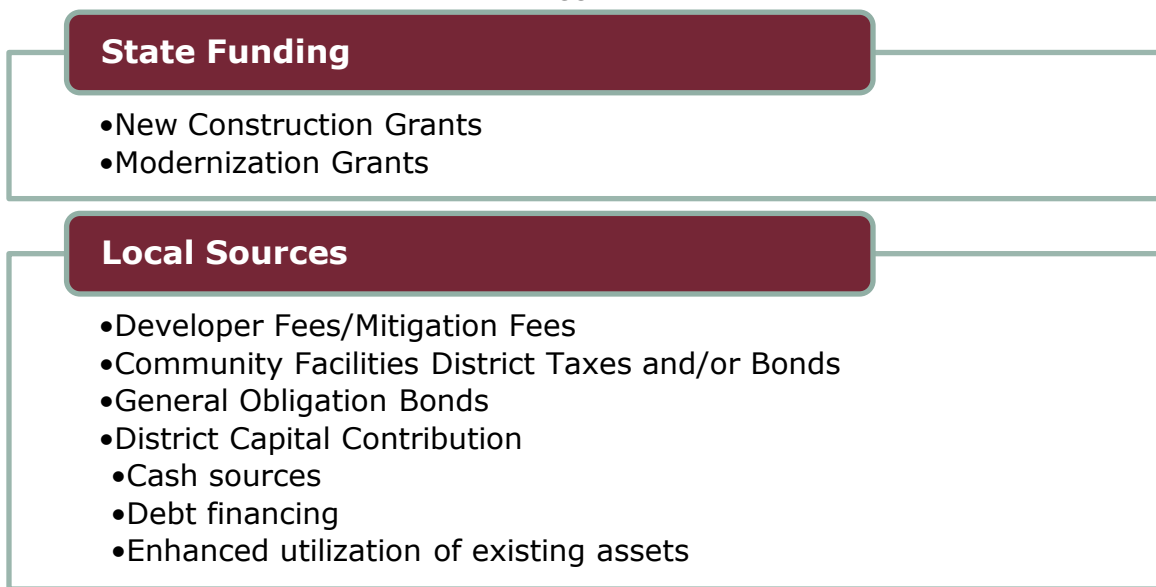 State Funding
•New Construction Grants
•Modernization Grants
Local Sources
•Developer Fees/Mitigation Fees
•Community Facilities District Taxes and/or Bonds
•General Obligation Bonds
•District Capital Contribution
•Cash sources
•Debt financing
•Enhanced utilization of existing assets